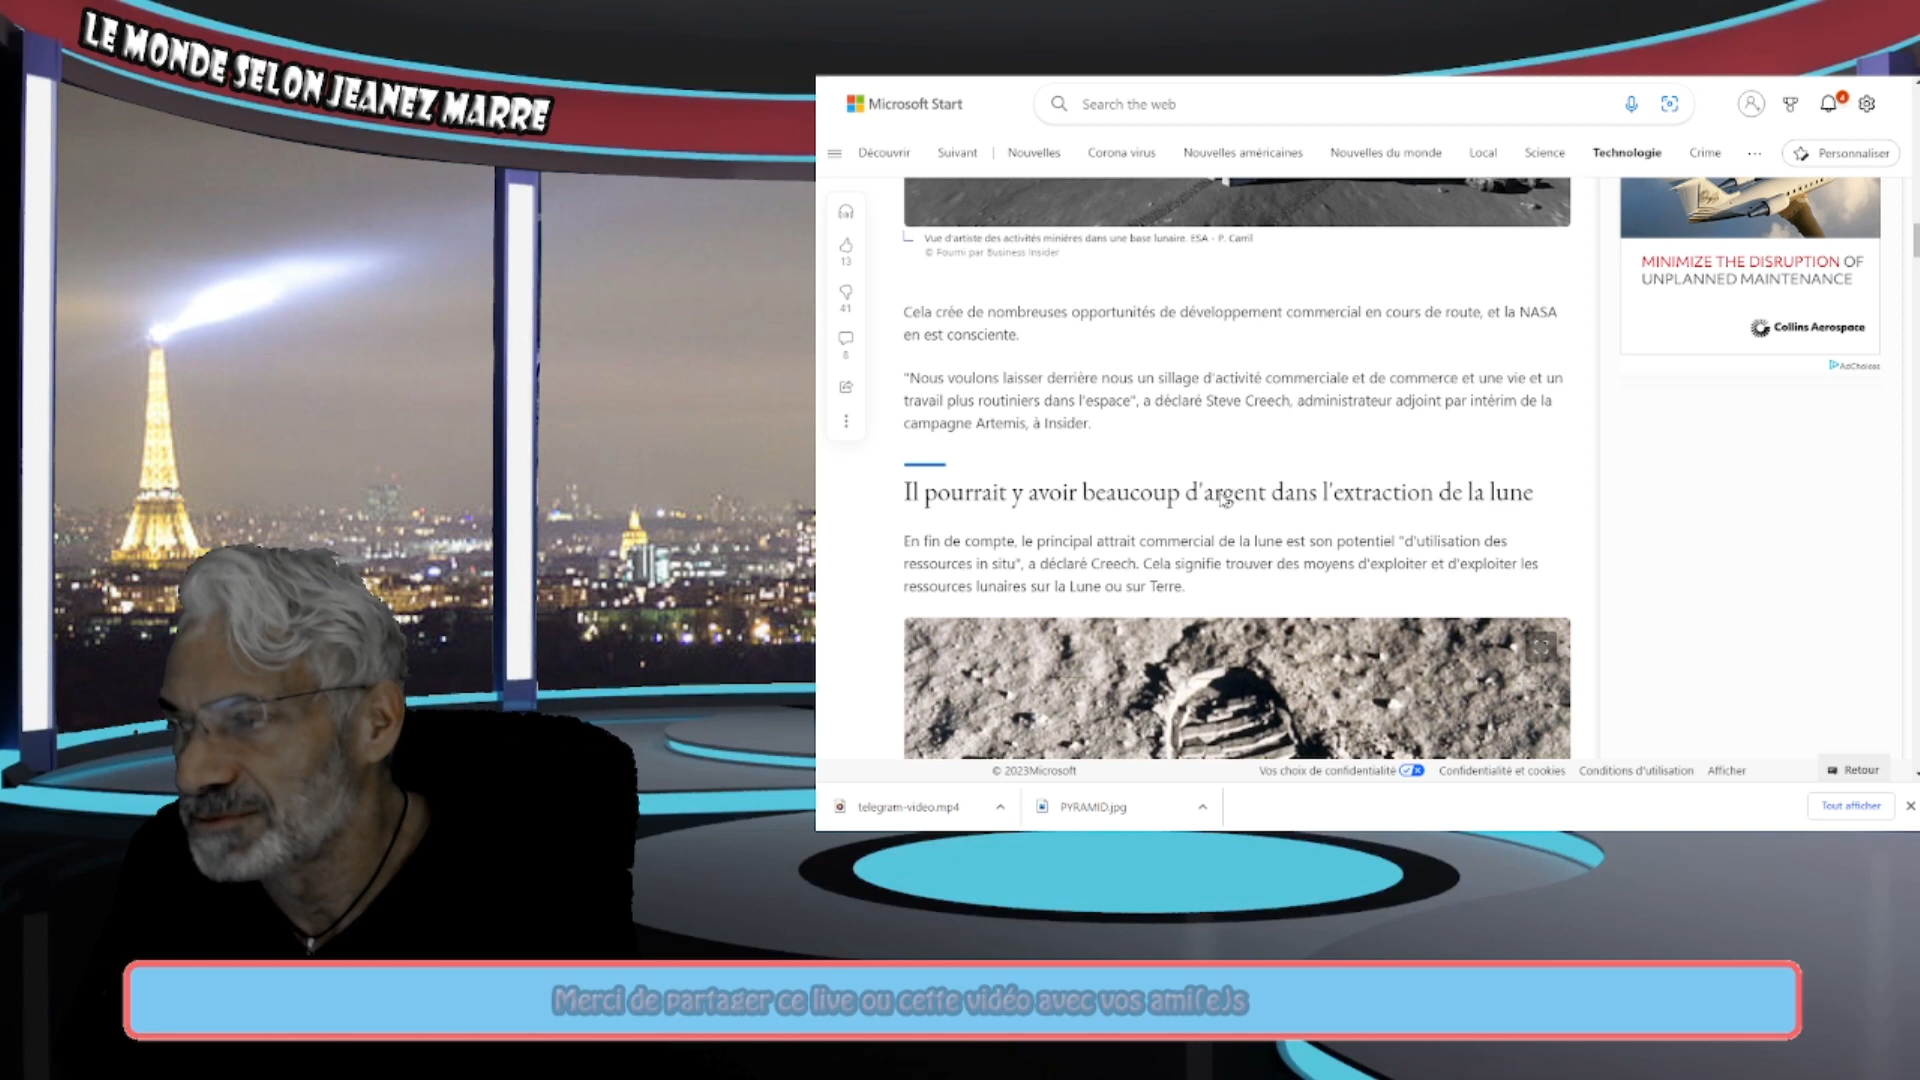 LE MONDE SELON JEANEZ MARRE
Microsoft Start
Search the web
4
Découvrir Suivant Nouvelles Corona virus Nouvelles américaines Nouvelles du monde Local Science Technologie Crime ... Personnaliser
Vue d'artiste des activités minières dans une base lunaire. ESA - P. Carril
© Fourni par Business Insider
13
41
8
Cela crée de nombreuses opportunités de développement commercial en cours de route, et la NASA
en est consciente.
"Nous voulons laisser derrière nous un sillage d'activité commerciale et de commerce et une vie et un
travail plus routiniers dans l'espace", a déclaré Steve Creech, administrateur adjoint par intérim de la
campagne Artemis, à Insider.
Il pourrait y avoir beaucoup d'argent dans l'extraction de la lune
En fin de compte, le principal attrait commercial de la lune est son potentiel "d'utilisation des
ressources in situ", a déclaré Creech. Cela signifie trouver des moyens d'exploiter et d'exploiter les
ressources lunaires sur la Lune ou sur Terre.
MINIMIZE THE DISRUPTION OF
UNPLANNED MAINTENANCE
Collins Aerospace
AdChoices
© 2023Microsoft
Vos choix de confidentialité Confidentialité et cookies Conditions d'utilisation Afficher Retour
telegram-video.mp4 PYRAMID.jpg Tout afficher
Merci de partager ce live ou cette vidéo avec vos ami(e)s